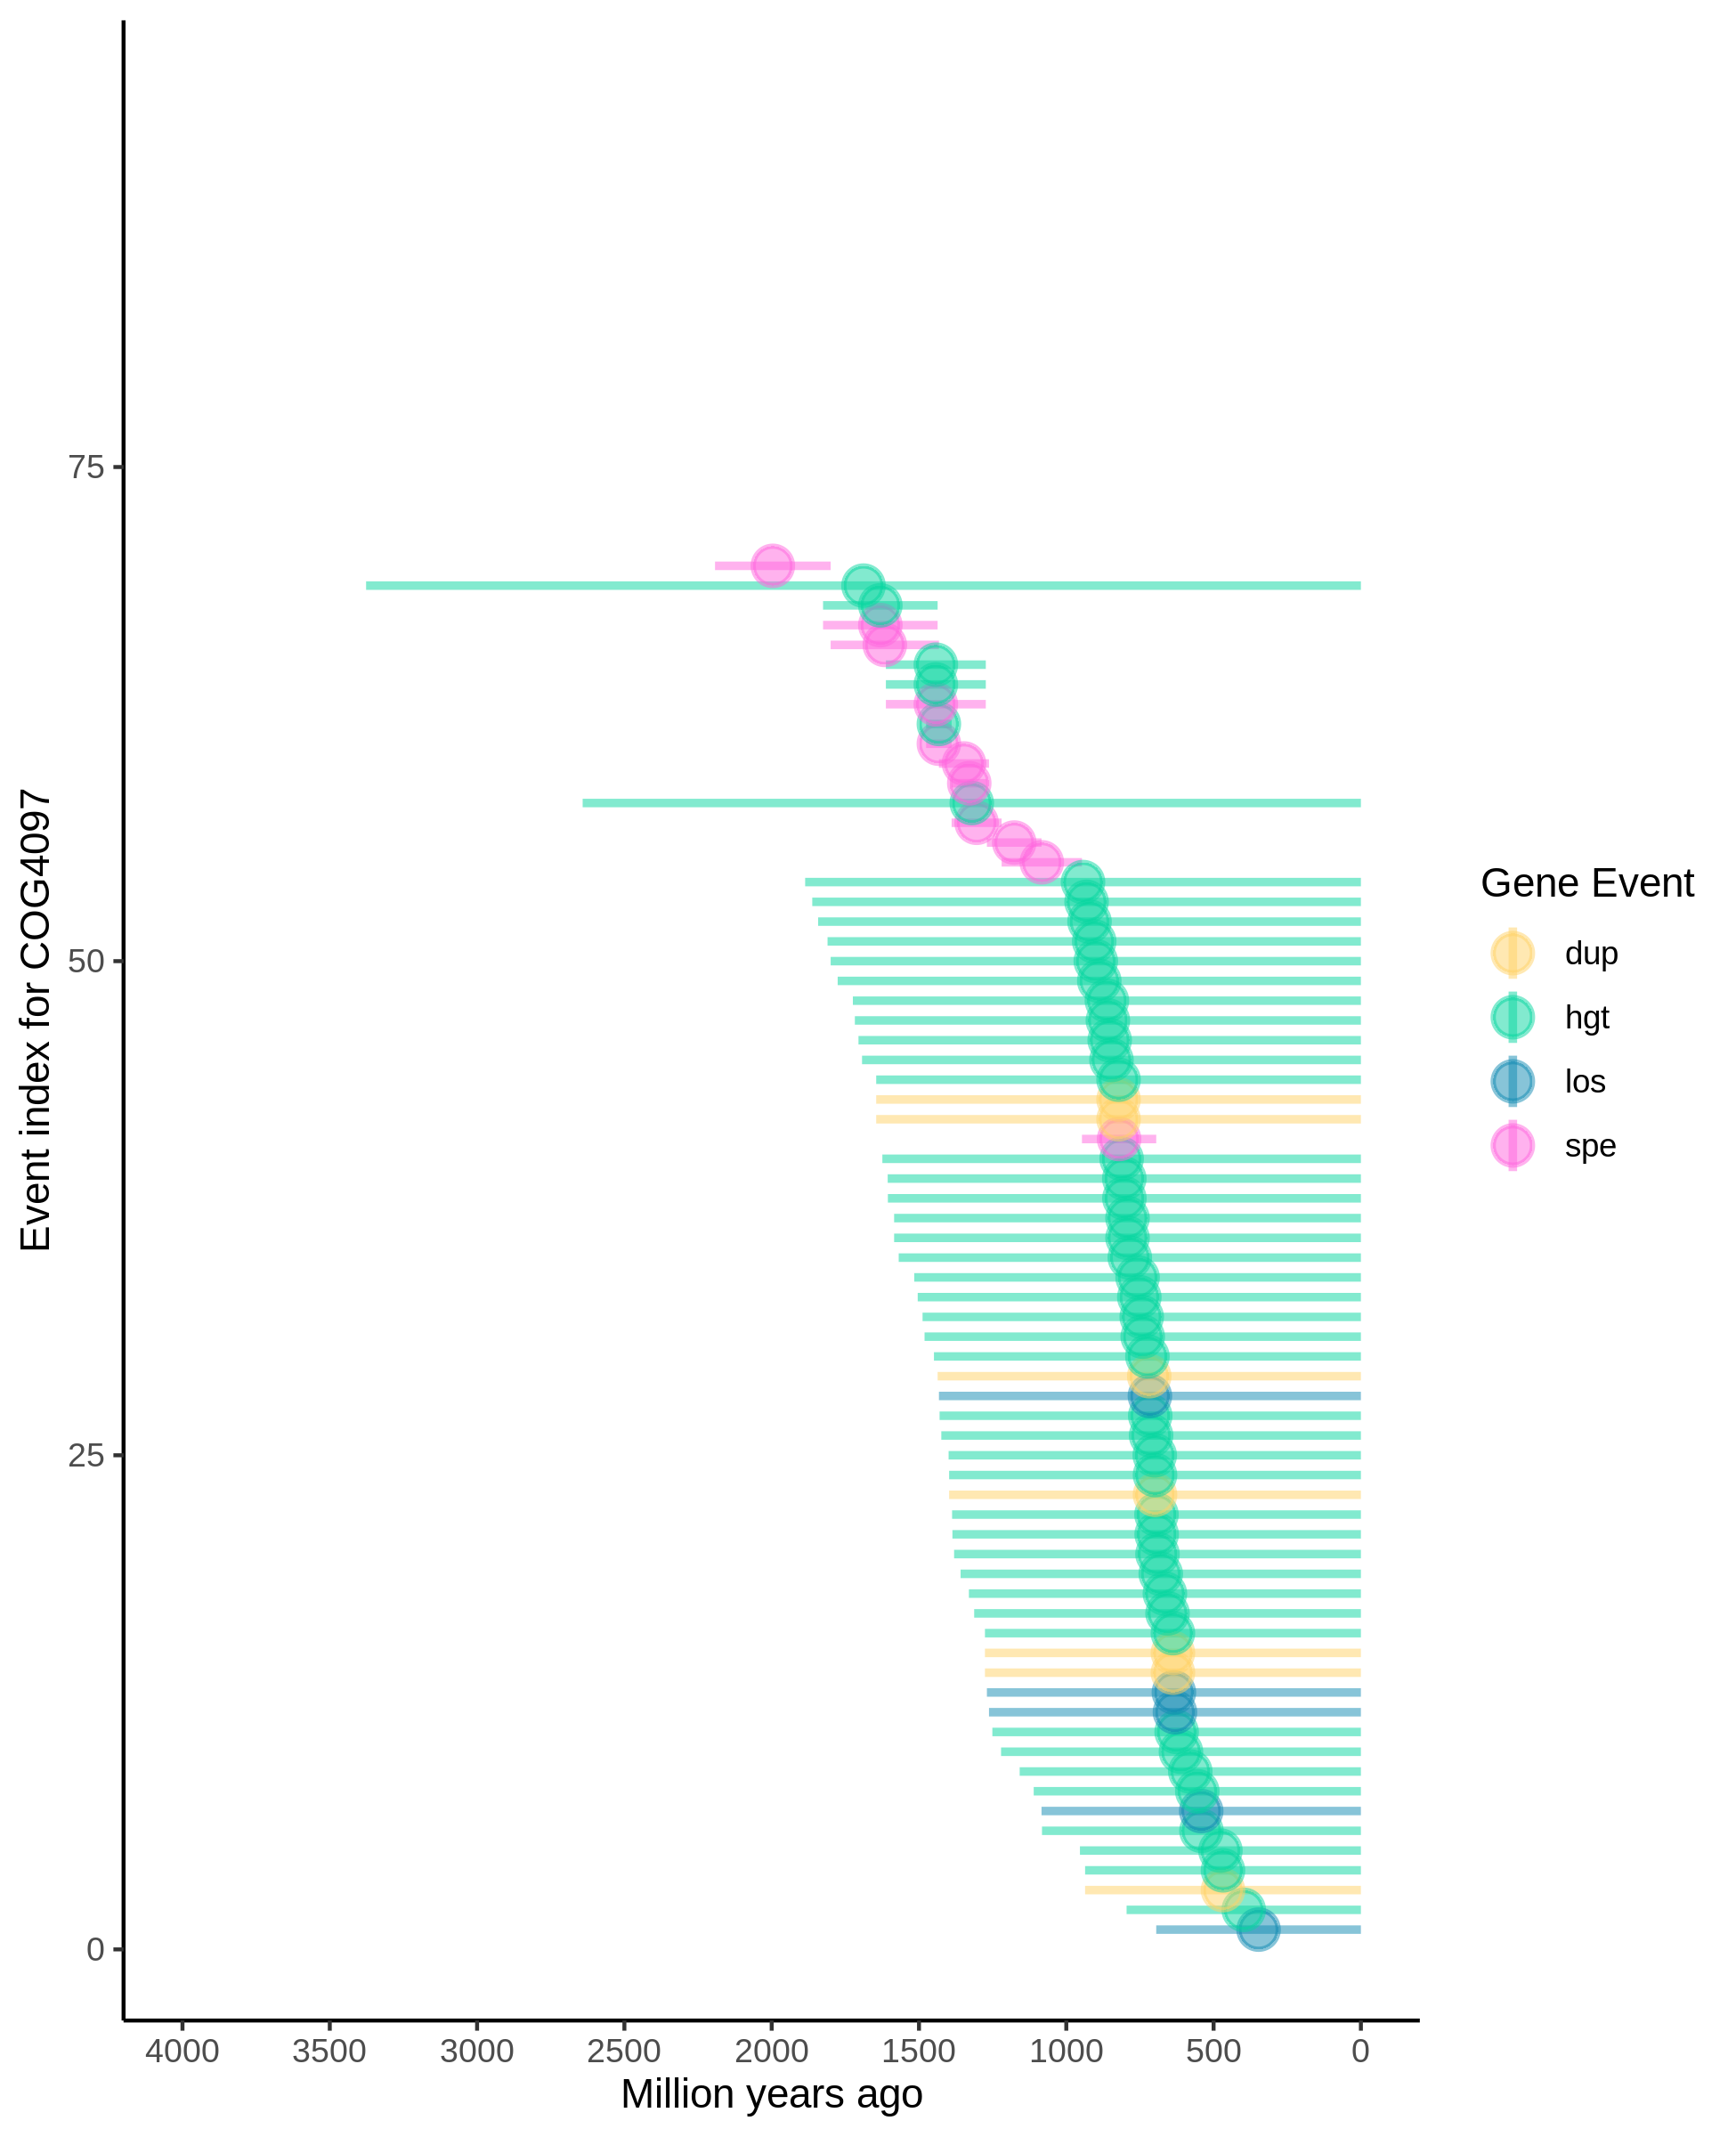 Event index for COG4097
75
50
25
0
4000 3500 3000 2500 2000 1500 1000 500 0
Million years ago
Gene Event
dup
hgt
los
spe